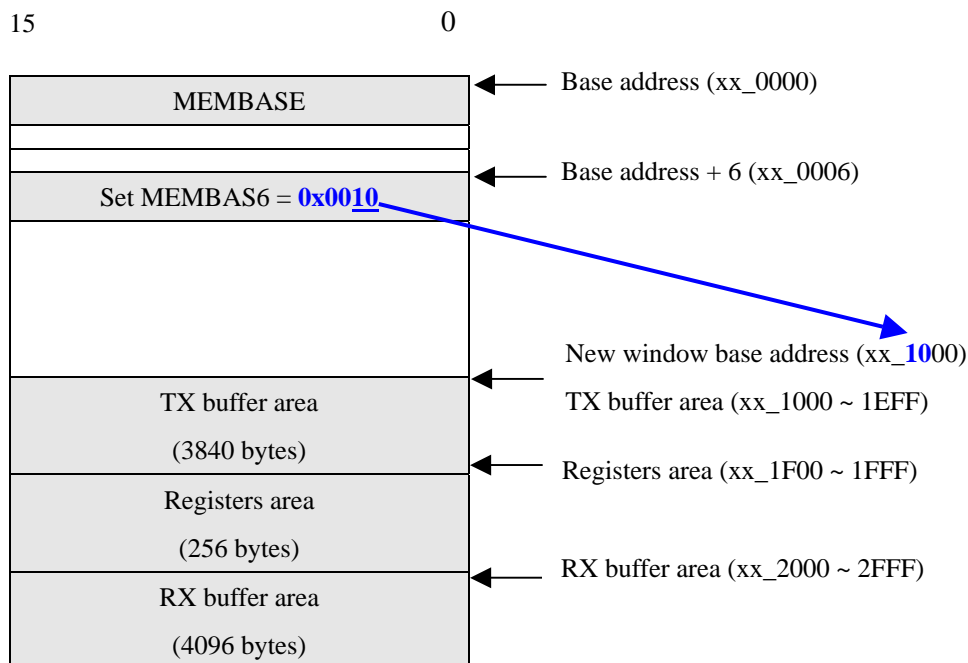 15 0
MEMBASE
Base address (xx_0000)
Base address + 6 (xx_0006)
Set MEMBAS6 = 0x0010
New window base address (xx_1000)
TX buffer area
(3840 bytes)
TX buffer area (xx_1000 ~ 1EFF)
Registers area (xx_1F00 ~ 1FFF)
Registers area
(256 bytes)
RX buffer area (xx_2000 ~ 2FFF)
RX buffer area
(4096 bytes)